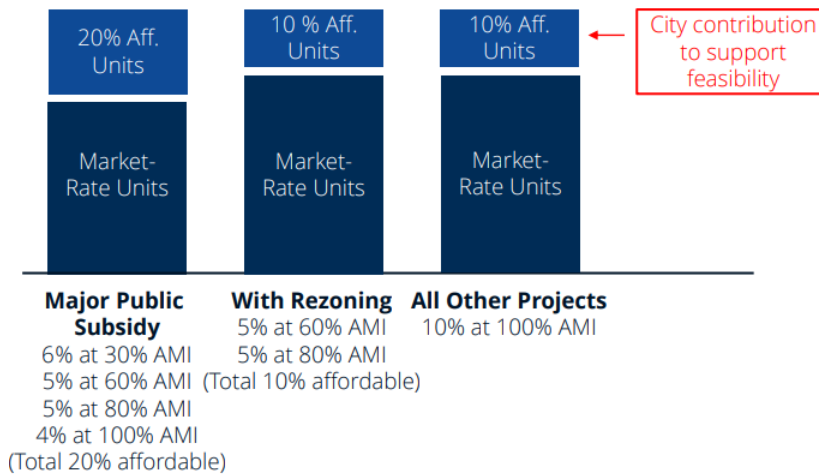 20% Aff.
Units
10 % Aff.
Units
10% Aff.
Units
City contribution
to support
feasibility
Market-
Rate Units
Market-
Rate Units
Market-
Rate Units
Major Public
Subsidy
6% at 30% AMI
5% at 60% AMI
5% at 80% AMI
4% at 100% AMI
(Total 20% affordable)
With Rezoning
5% at 60% AMI
5% at 80% AMI
(Total 10% affordable)
All Other Projects
10% at 100% AMI